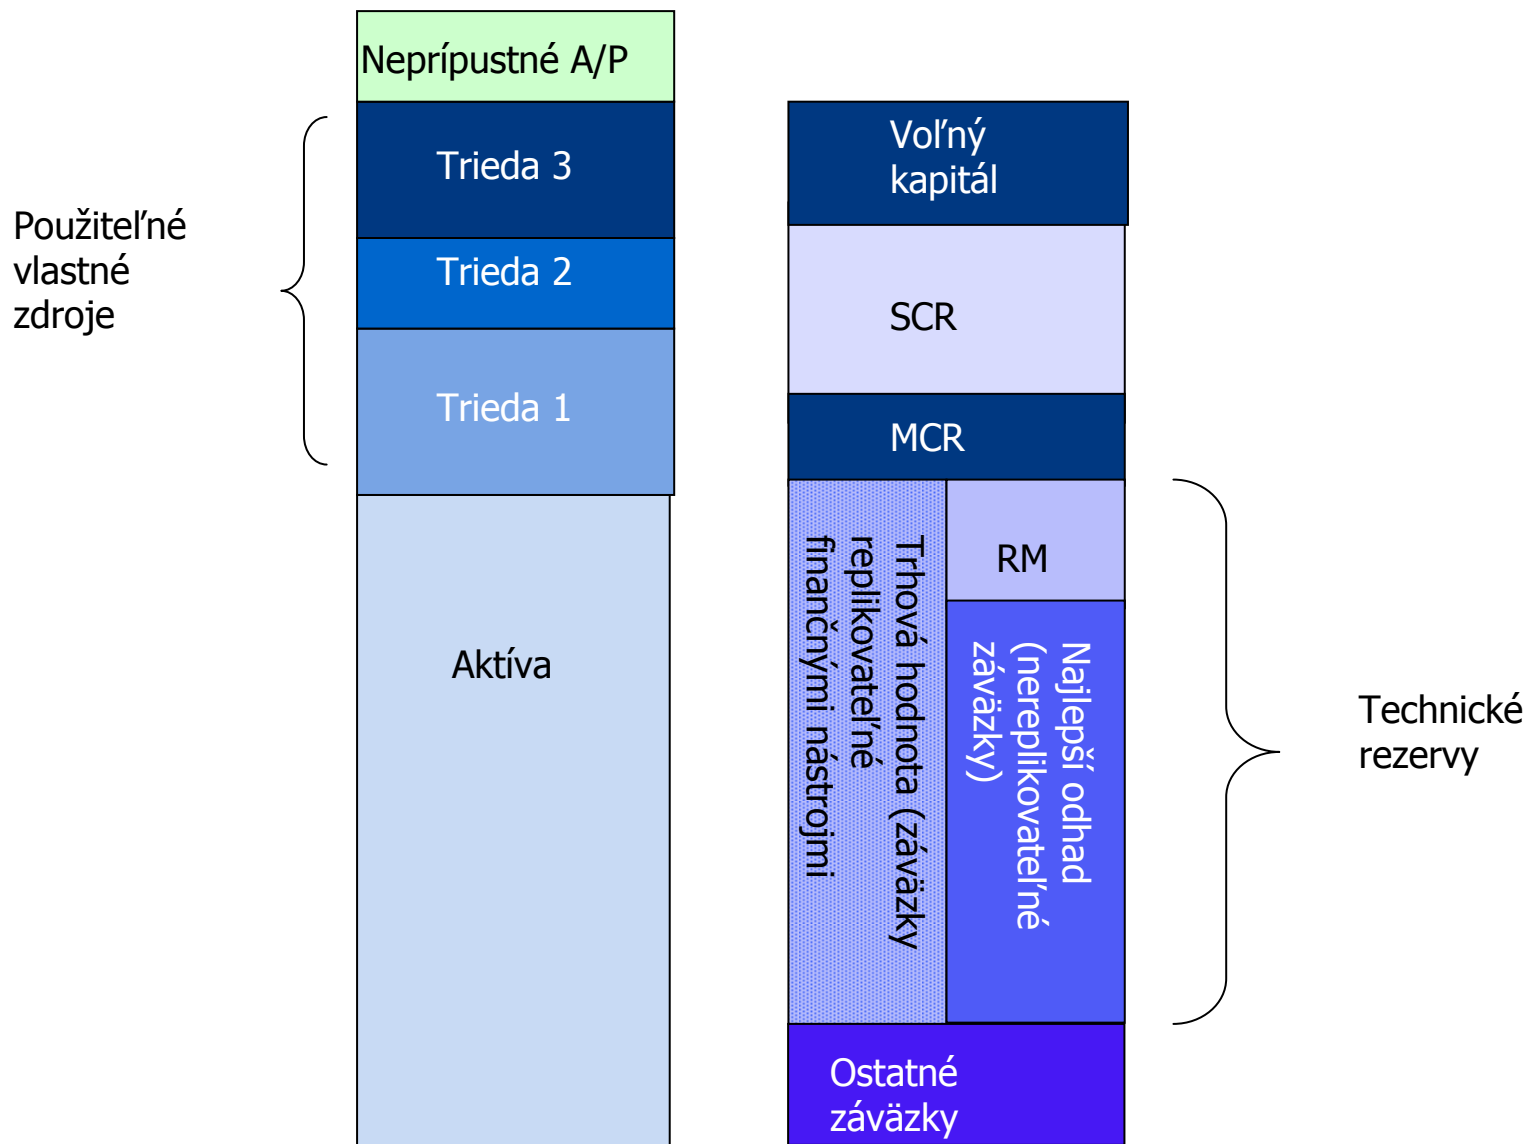 Neprípustné A/P
Použiteľné
vlastné
zdroje
Trieda 3
Trieda 2
Trieda 1
Aktíva
Voľný
kapitál
SCR
MCR
Trhová hodnota (záväzky
replikovateľné
finančnými nástrojmi
RM
Najlepší odhad
(nereplikovateľné
záväzky)
Ostatné
záväzky
Technické
rezervy